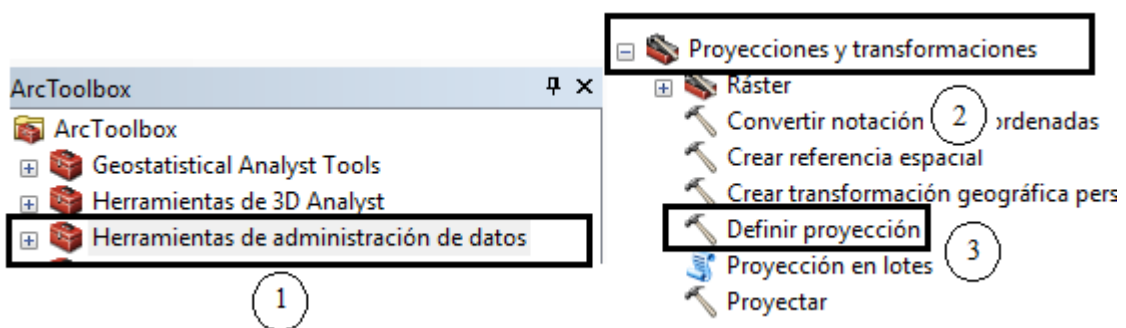 ArcToolbox
ArcToolbox
Geostatistical Analyst Tools
Herramientas de 3D Analyst
Herramientas de administración de datos
1
Proyecciones y transformaciones
Ráster
Convertir notación 2 ordenadas
Crear referencia espacial
Crear transformación geográfica pers
Definir proyección
3
Proyección en lotes
Proyectar